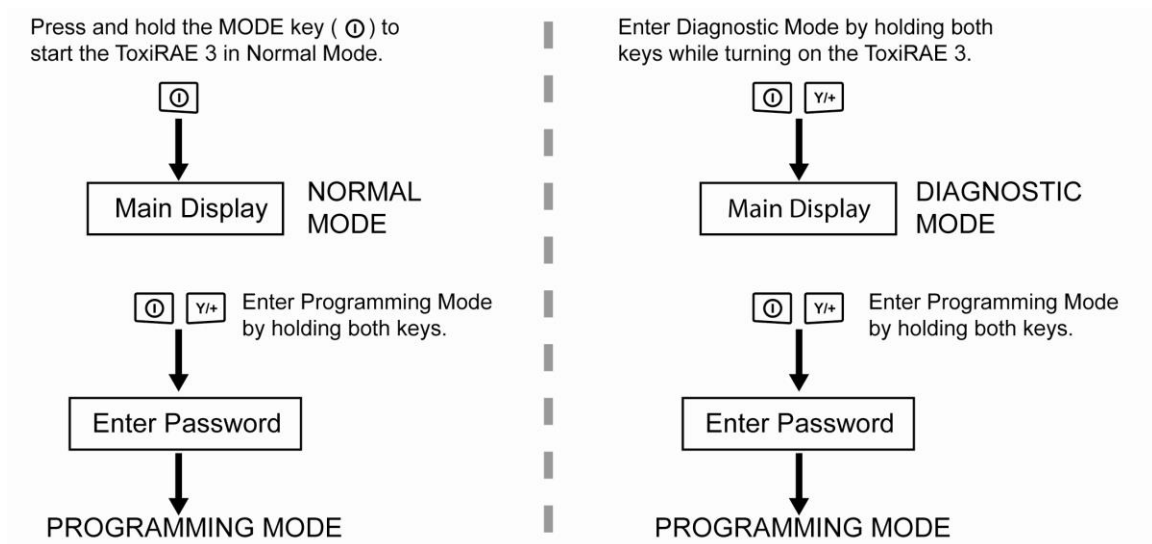 Press and hold the MODE key ( ) to
start the ToxiRAE 3 in Normal Mode.
Main Display
NORMAL
MODE
Y/+
Enter Programming Mode
by holding both keys.
Enter Password
PROGRAMMING MODE
Enter Diagnostic Mode by holding both
keys while turning on the ToxiRAE 3.
Y/+
Main Display
DIAGNOSTIC
MODE
Y/+
Enter Programming Mode
by holding both keys.
Enter Password
PROGRAMMING MODE